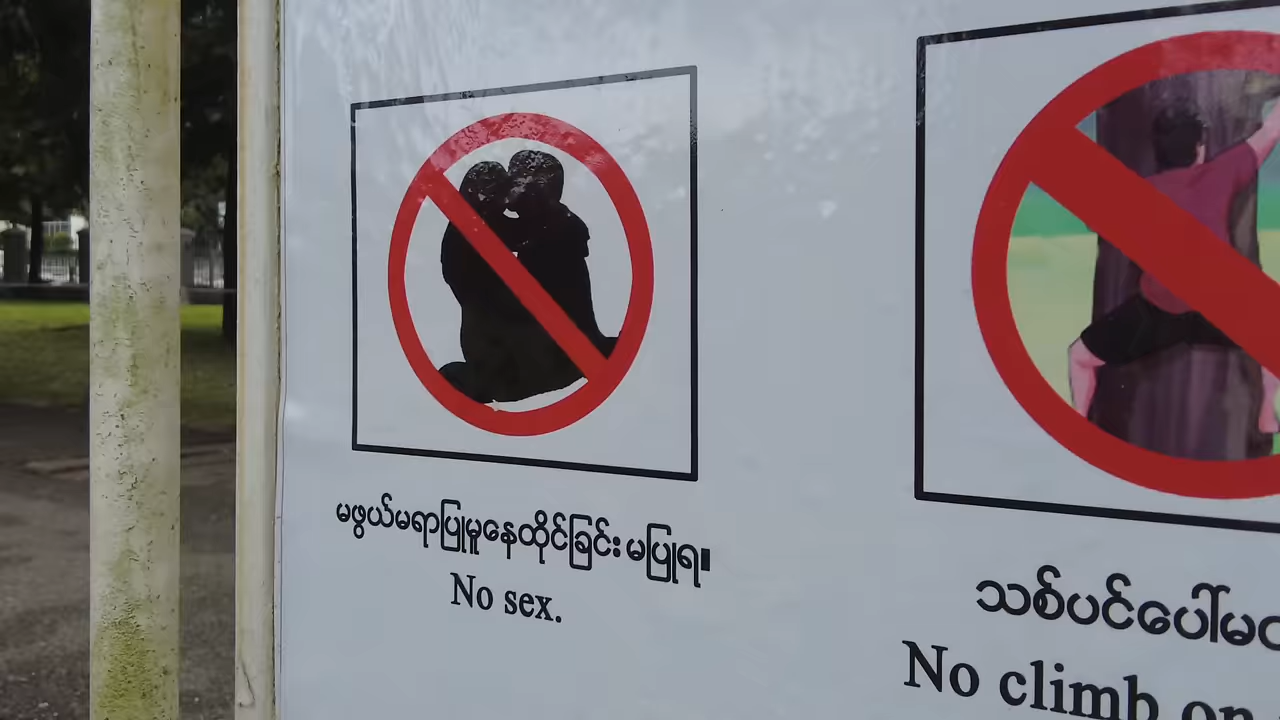 မဖွယ်မရာပြုမူနေထိုင်ခြင်း မပြုရ။
No sex.
သစ်ပင်ပေါ်မ
No climb on